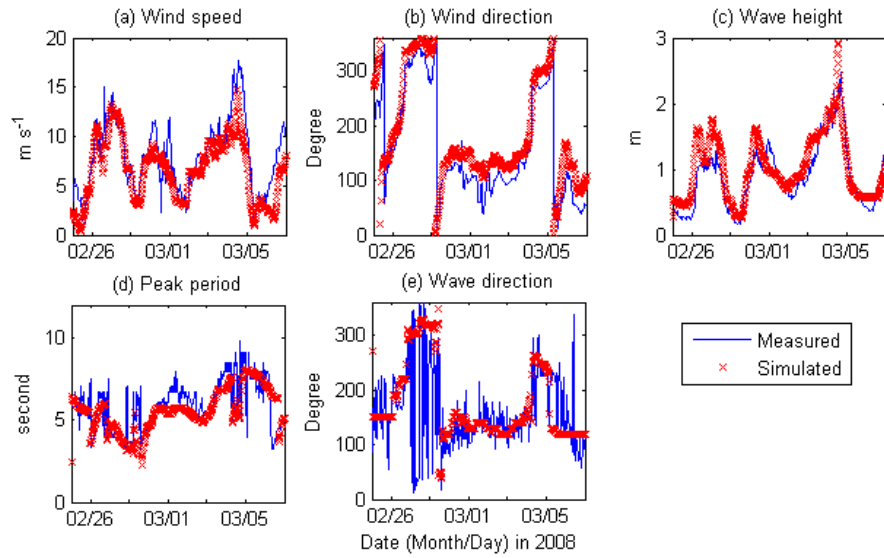 (a) Wind speed
(b) Wind direction
(c) Wave height
20
15
10
5
0
m s⁻¹
02/26 03/01 03/05
300
200
100
0
Degree
02/26 03/01 03/05
3
2
1
0
m
02/26 03/01 03/05
(d) Peak period
(e) Wave direction
10
5
0
second
02/26 03/01 03/05
300
200
100
0
Degree
02/26 03/01 03/05
Date (Month/Day) in 2008
Measured
Simulated